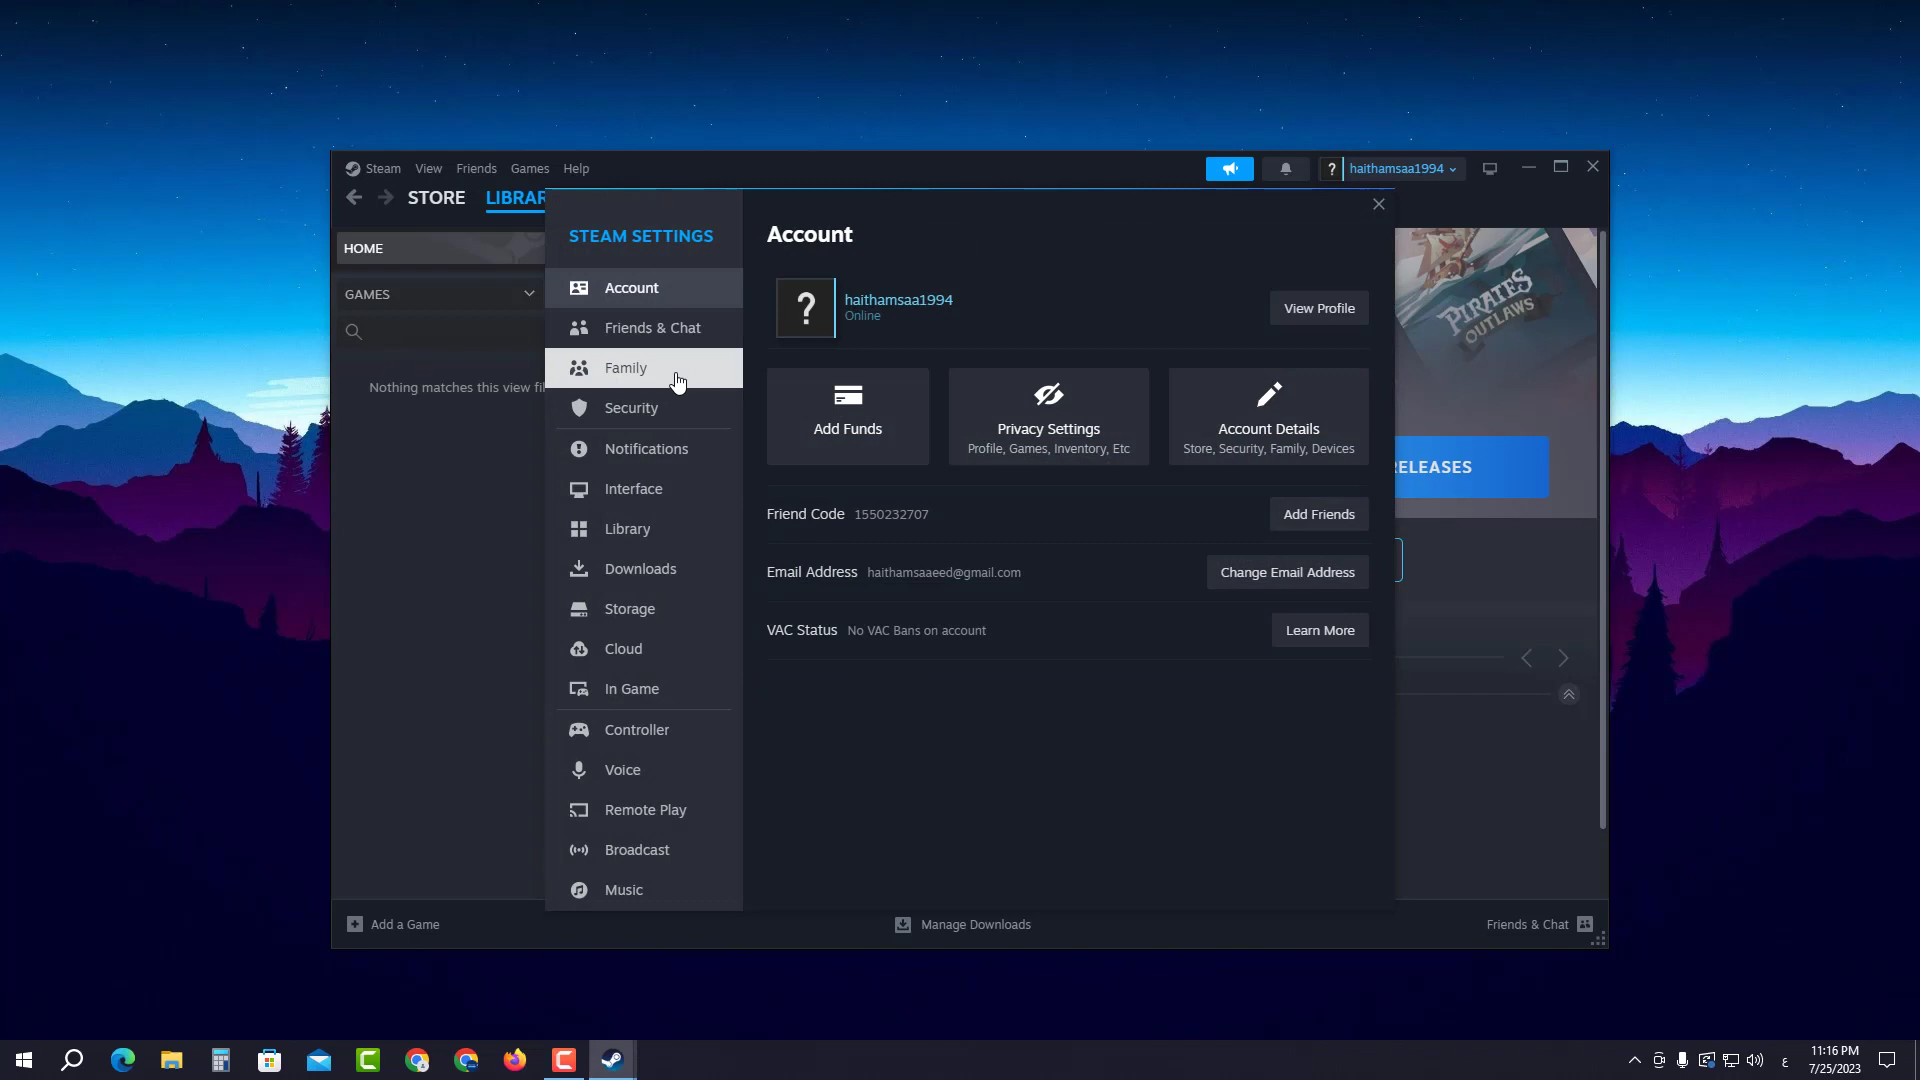 Steam View Friends Games Help
haithamsaa1994
STORE LIBRAR
HOME
GAMES
Nothing matches this view fil
STEAM SETTINGS
Account
Friends & Chat
Family
Security
Notifications
Interface
Library
Downloads
Storage
Cloud
In Game
Controller
Voice
Remote Play
Broadcast
Music
Account
?
haithamsaa1994
Online
View Profile
Add Funds
Privacy Settings
Profile, Games, Inventory, Etc
Account Details
Store, Security, Family, Devices
Friend Code 1550232707
Add Friends
Email Address haithamsaaeed@gmail.com
Change Email Address
VAC Status No VAC Bans on account
Learn More
PIRATES
OUTLAWS
ELEASES
Add a Game
Manage Downloads
Friends & Chat
ع
11:16 PM
7/25/2023